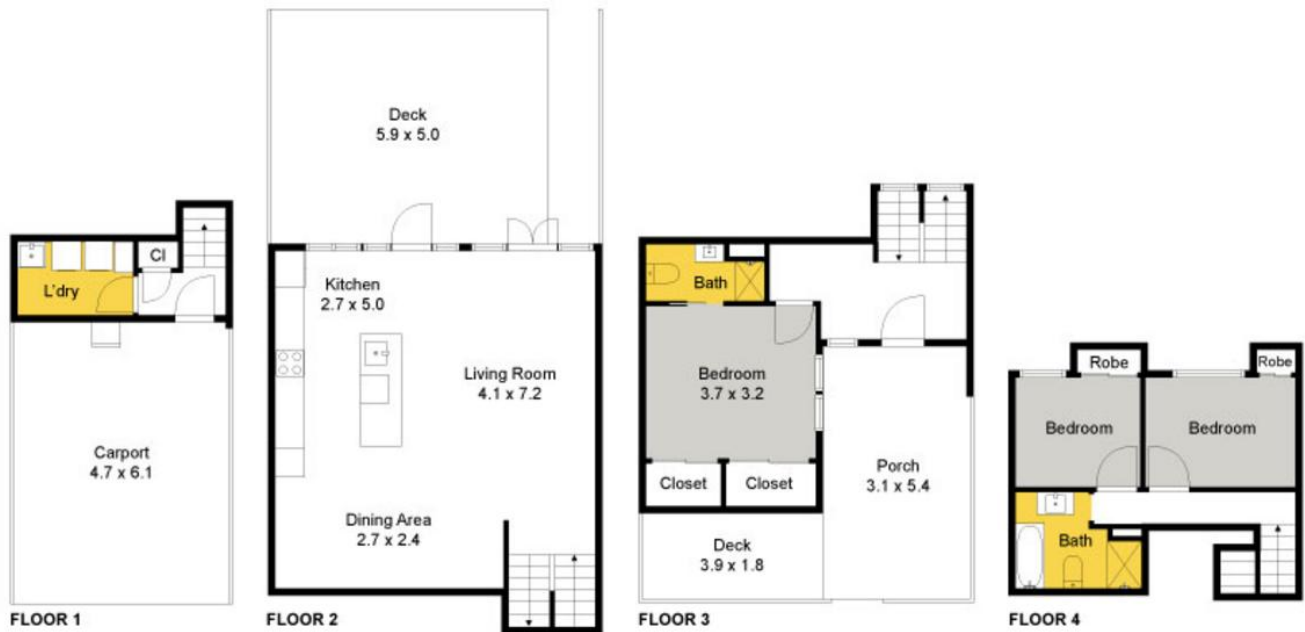 L'dry
Cl
Carport
4.7 x 6.1
FLOOR 1
Deck
5.9 x 5.0
Kitchen
2.7 x 5.0
Living Room
4.1 x 7.2
Dining Area
2.7 x 2.4
FLOOR 2
Bath
Bedroom
3.7 x 3.2
Closet
Closet
Porch
3.1 x 5.4
Deck
3.9 x 1.8
FLOOR 3
Robe
Robe
Bedroom
Bedroom
Bath
FLOOR 4